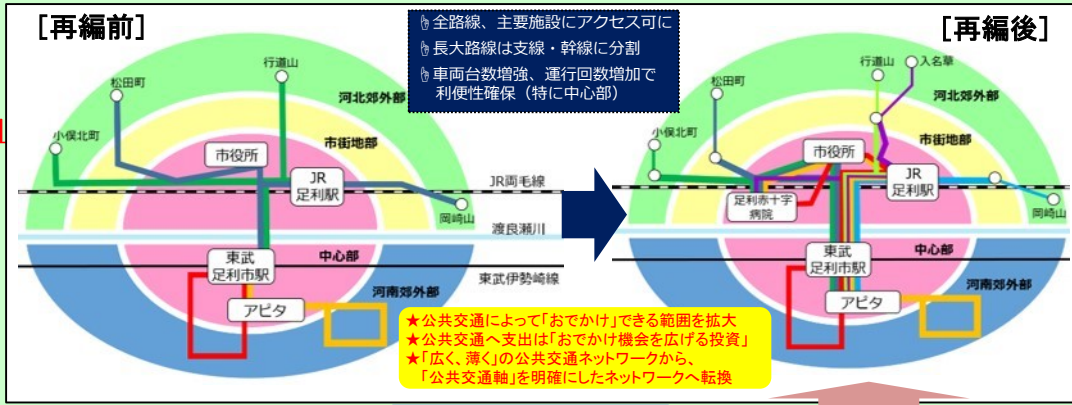 [再編前]
松田町
行道山
小俣北町
河北郊外部
市街地部
市役所
JR
足利駅
JR両毛線
岡崎山
渡良瀬川
中心部
東武
足利市駅
東武伊勢崎線
河南郊外部
アピタ
全路線、主要施設にアクセス可に
長大路線は支線・幹線に分割
車両台数増強、運行回数増加で
利便性確保（特に中心部）
[再編後]
行道山
入名草
松田町
河北郊外部
小俣北町
市街地部
市役所
JR
足利駅
足利赤十字
病院
岡崎山
東武
足利市駅
中心部
河南郊外部
アピタ
★公共交通によって「おでかけ」できる範囲を拡大
★公共交通へ支出は「おでかけ機会を広げる投資」
★「広く、薄く」の公共交通ネットワークから、
「公共交通軸」を明確にしたネットワークへ転換